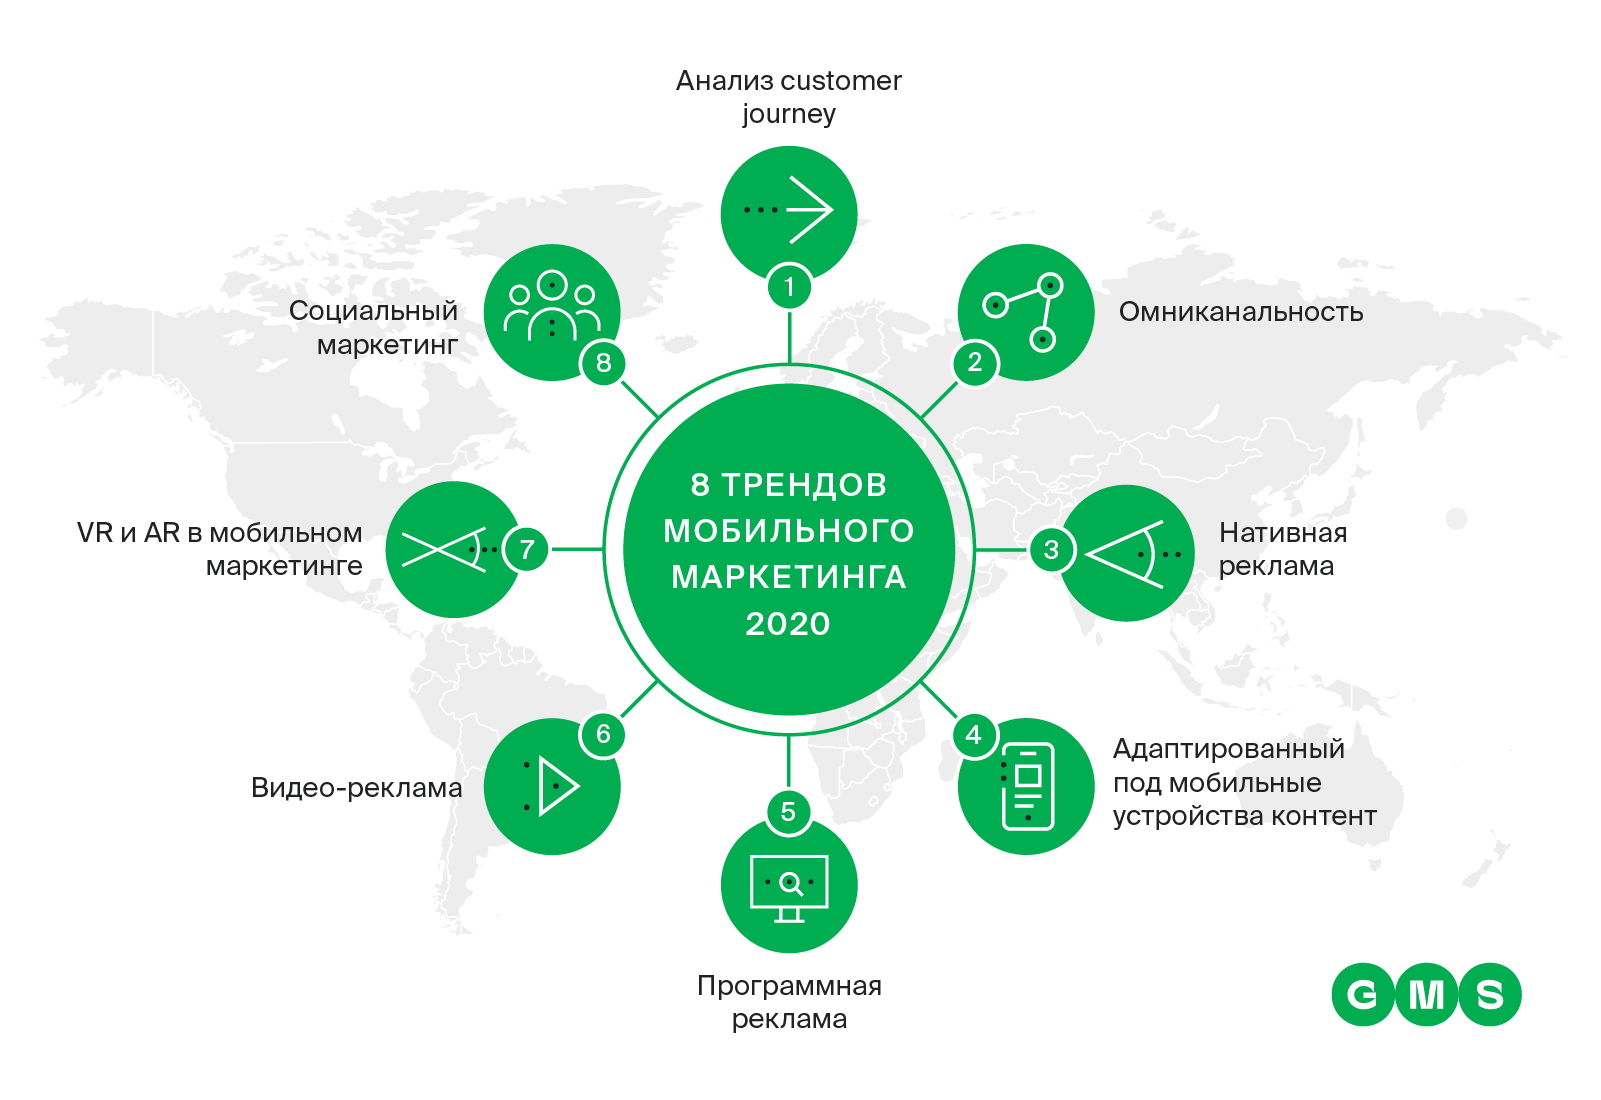 Анализ customer
journey
1
Омниканальность
2
Нативная
реклама
3
Адаптированный
под мобильные
устройства контент
4
Программная
реклама
5
Видео-реклама
6
VR и AR в мобильном
маркетинге
7
Социальный
маркетинг
8
8 ТРЕНДОВ
МОБИЛЬНОГО
МАРКЕТИНГА
2020
GMS